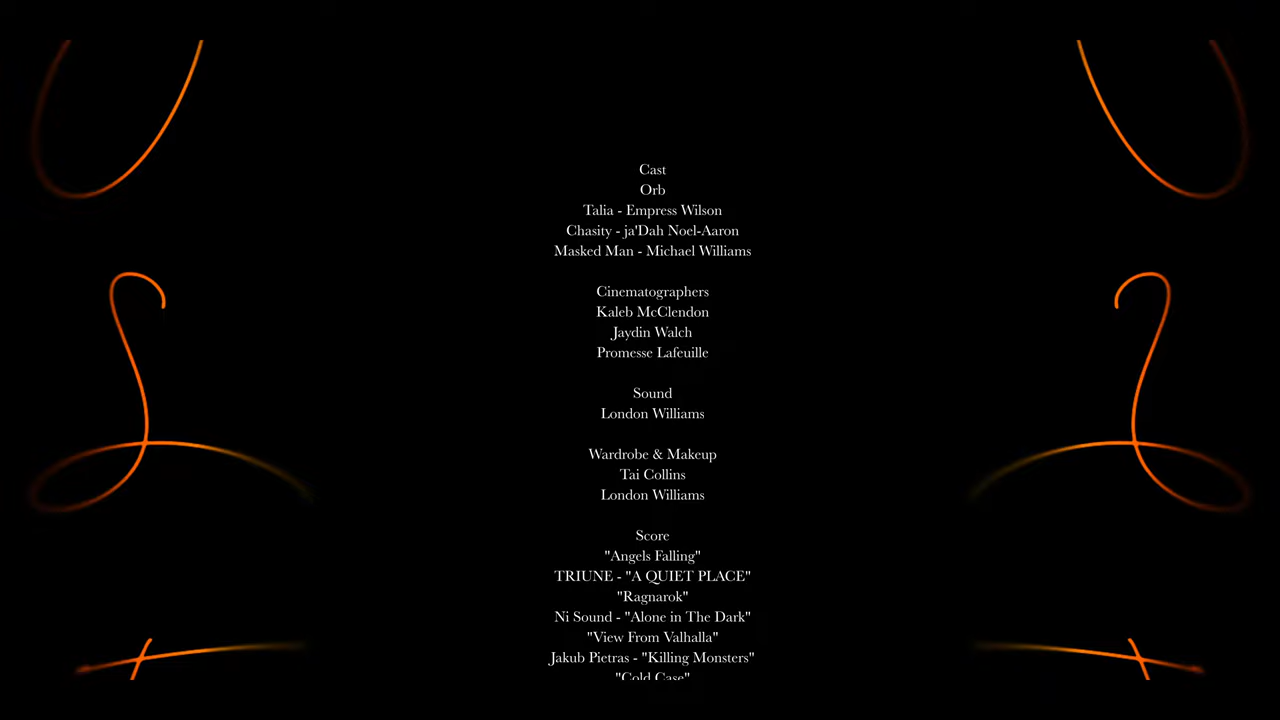 Cast
Orb
Talia - Empress Wilson
Chasity - ja'Dah Noel-Aaron
Masked Man - Michael Williams
Cinematographers
Kaleb McClendon
Jaydin Walch
Promesse Lafeuille
Sound
London Williams
Wardrobe & Makeup
Tai Collins
London Williams
Score
"Angels Falling"
TRIUNE - "A QUIET PLACE"
"Ragnarok"
Ni Sound - "Alone in The Dark"
"View From Valhalla"
Jakub Pietras - "Killing Monsters"
"Cold Case"